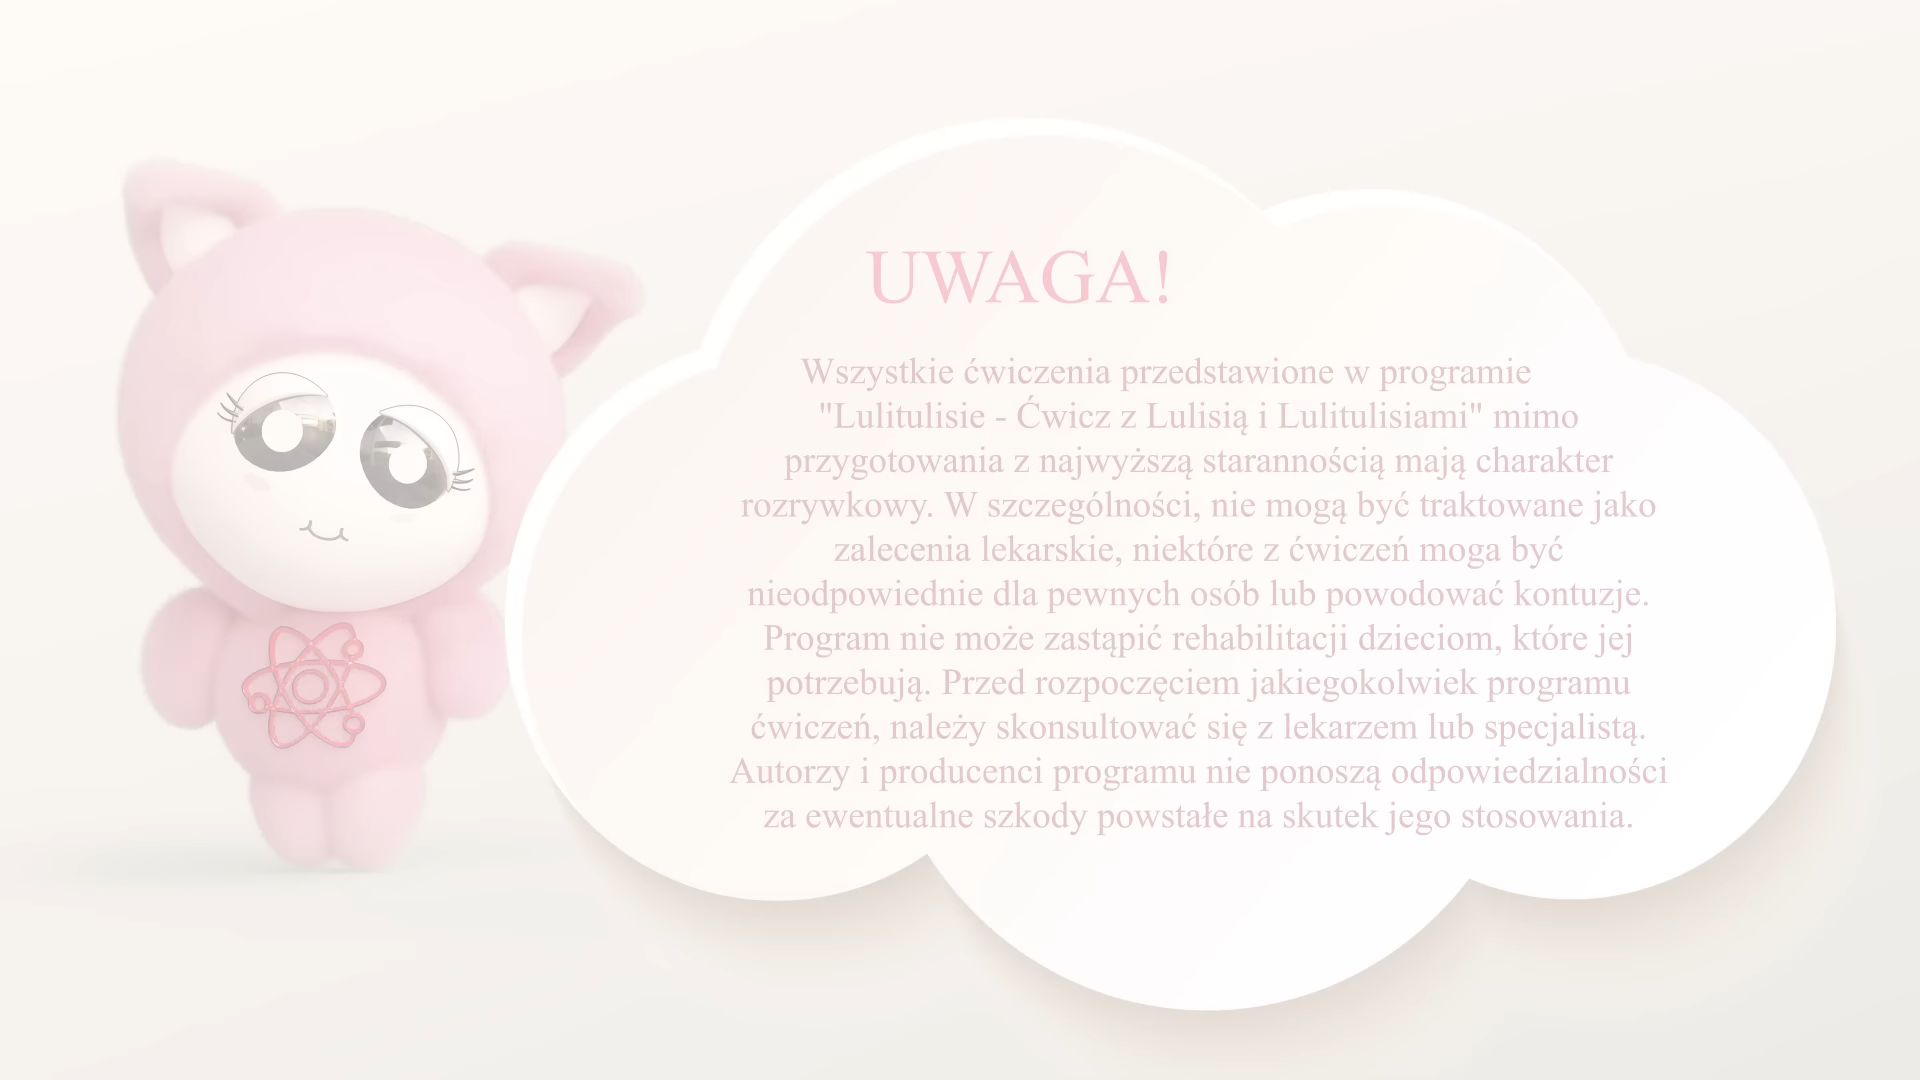 UWAGA!
Wszystkie ćwiczenia przedstawione w programie
"Lulitulisie - Ćwicz z Lulisią i Lulitulisiami" mimo
przygotowania z najwyższą starannością mają charakter
rozrywkowy. W szczególności, nie mogą być traktowane jako
zalecenia lekarskie, niektóre z ćwiczeń moga być
nieodpowiednie dla pewnych osób lub powodować kontuzje.
Program nie może zastąpić rehabilitacji dzieciom, które jej
potrzebują. Przed rozpoczęciem jakiegokolwiek programu
ćwiczeń, należy skonsultować się z lekarzem lub specjalistą.
Autorzy i producenci programu nie ponoszą odpowiedzialności
za ewentualne szkody powstałe na skutek jego stosowania.